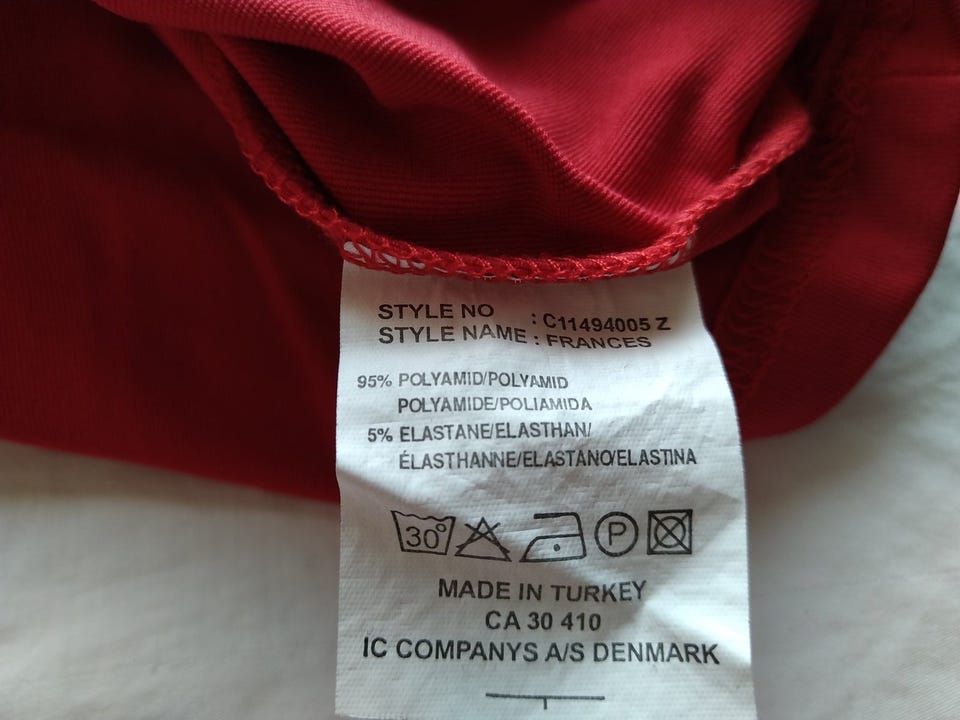 STYLE NO : C11494005 Z
STYLE NAME : FRANCES
95% POLYAMID/POLYAMID
POLYAMIDE/POLIAMIDA
5% ELASTANE/ELASTHAN/
ÉLASTHANNE/ELASTANO/ELASTINA
30° P
MADE IN TURKEY
CA 30 410
IC COMPANYS A/S DENMARK